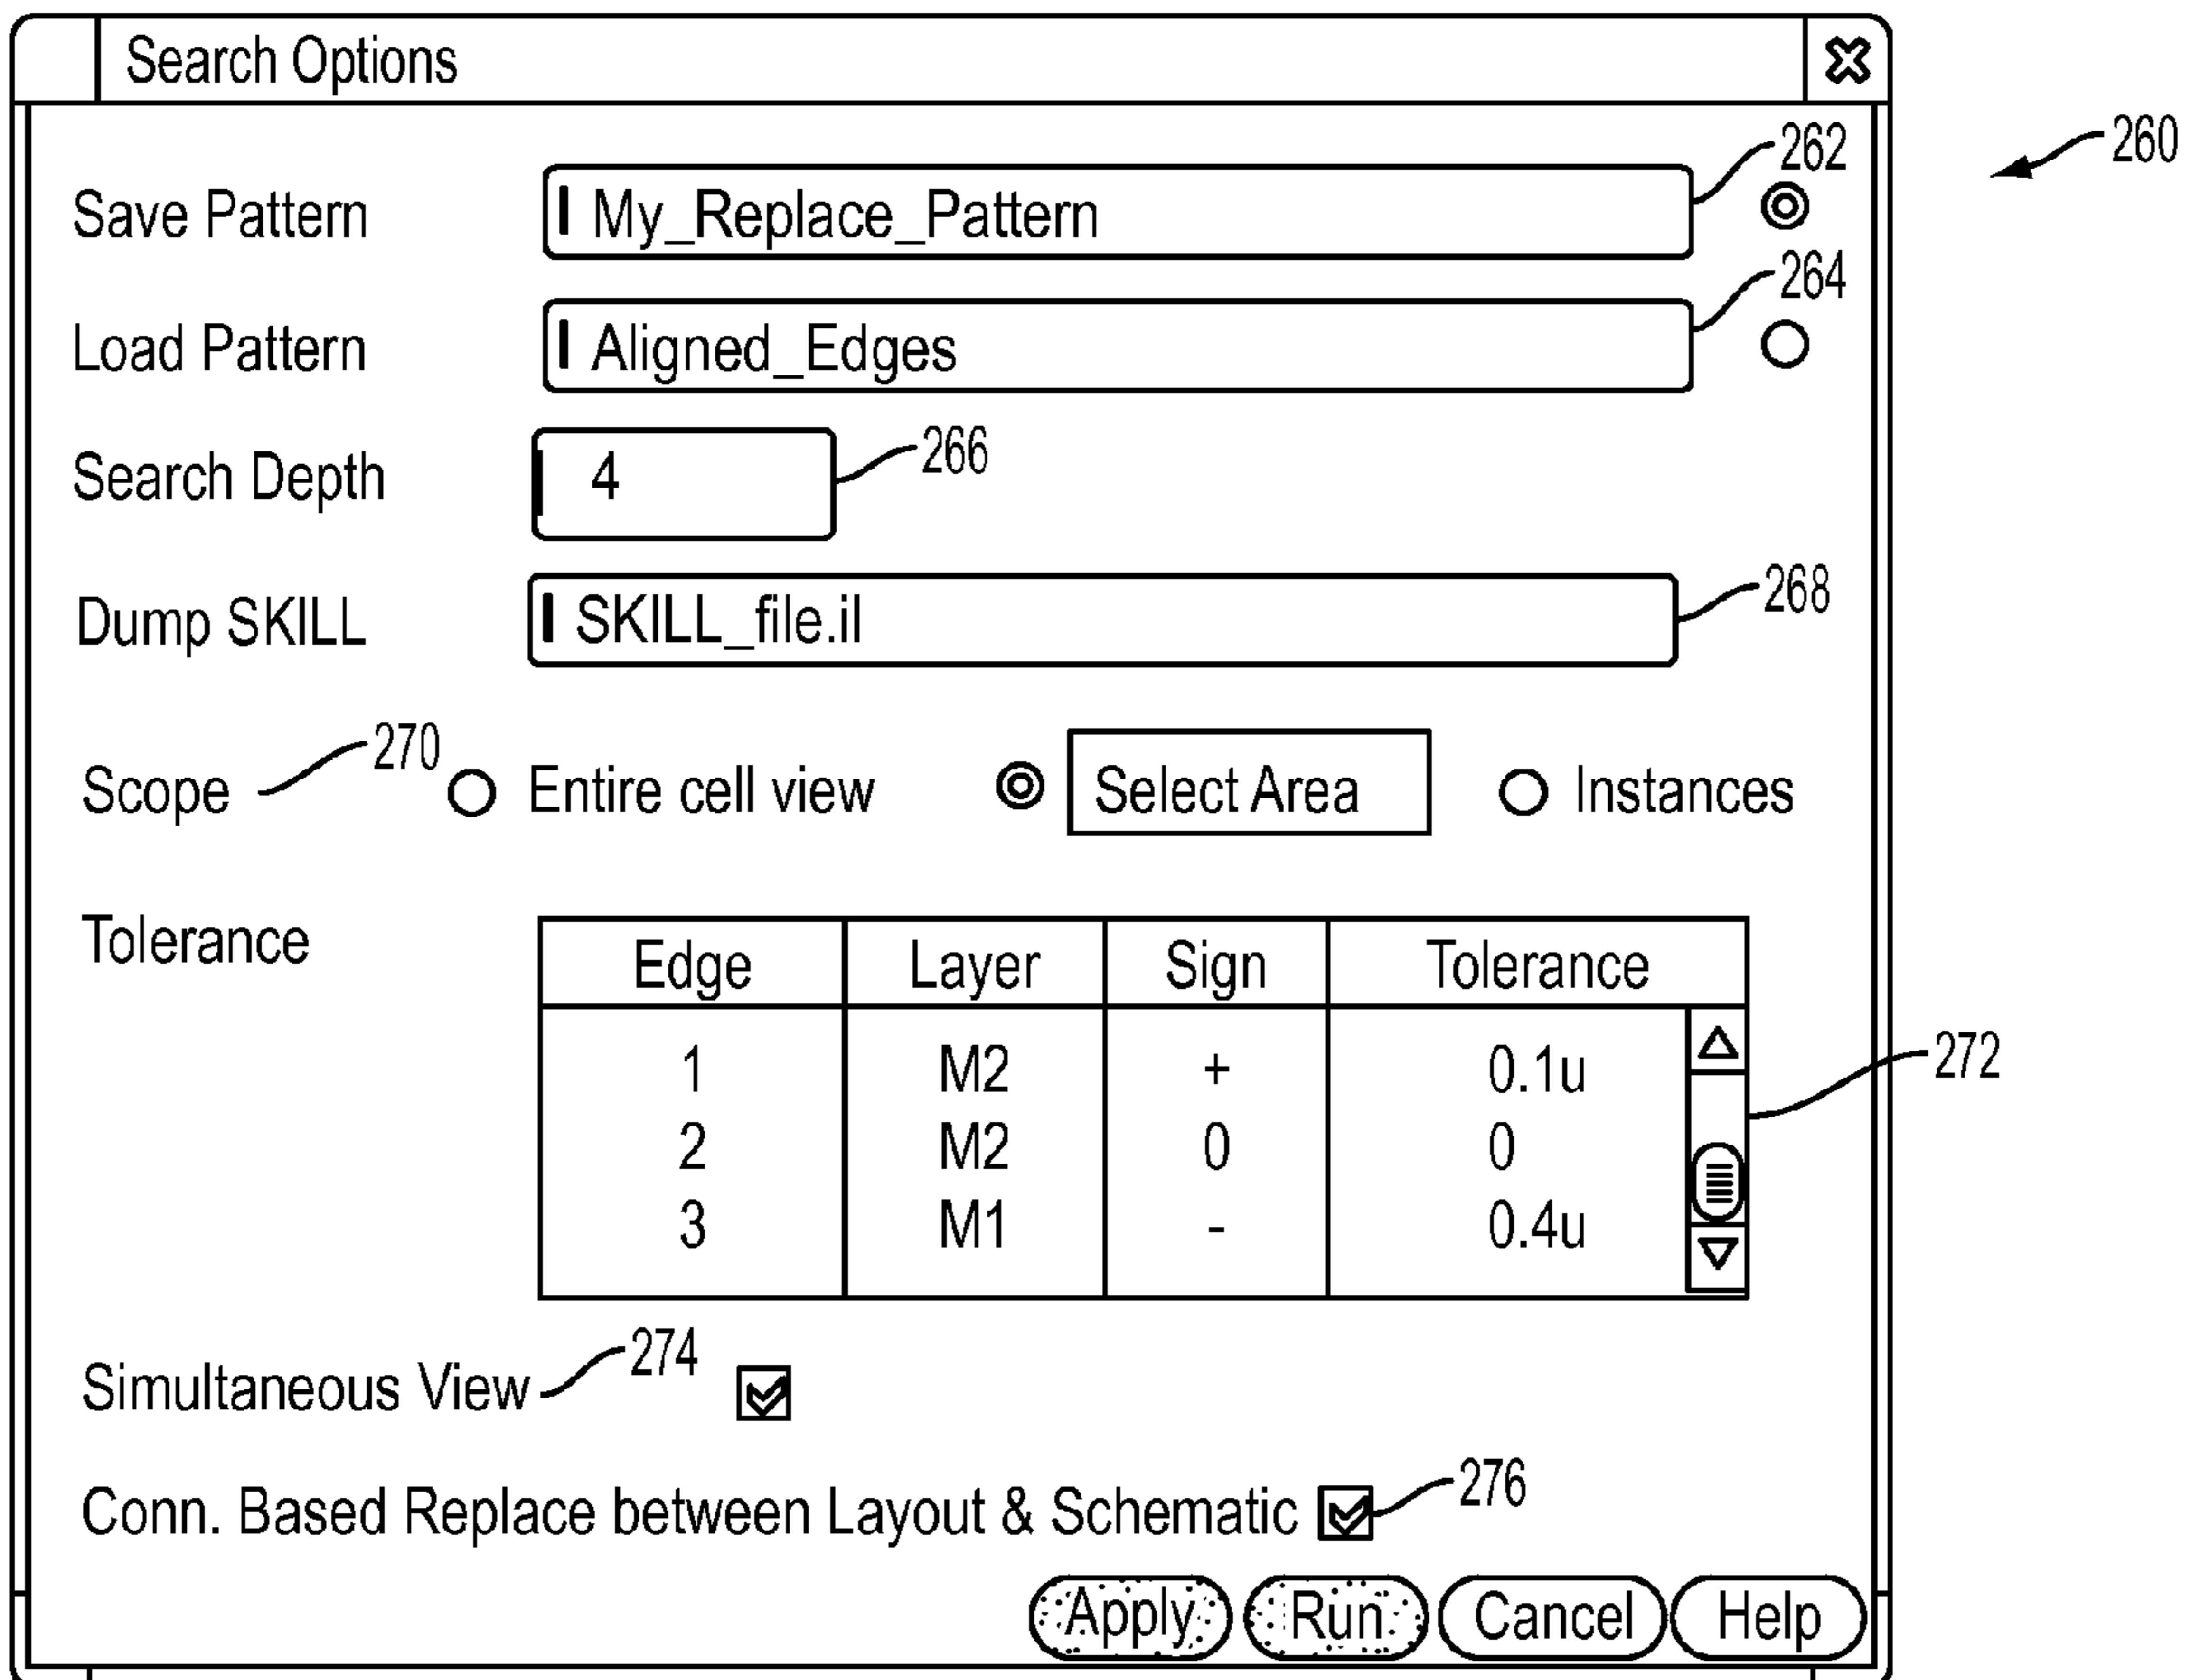 Search Options
260
262
Save Pattern My_Replace_Pattern
264
Load Pattern Aligned_Edges
Search Depth 4 266
Dump SKILL SKILL_file.il 268
Scope 270 Entire cell view Select Area Instances
Tolerance
Edge Layer Sign Tolerance
1 M2 + 0.1u
2 M2 0 0
3 M1 - 0.4u
272
Simultaneous View 274
Conn. Based Replace between Layout & Schematic 276
Apply Run Cancel Help